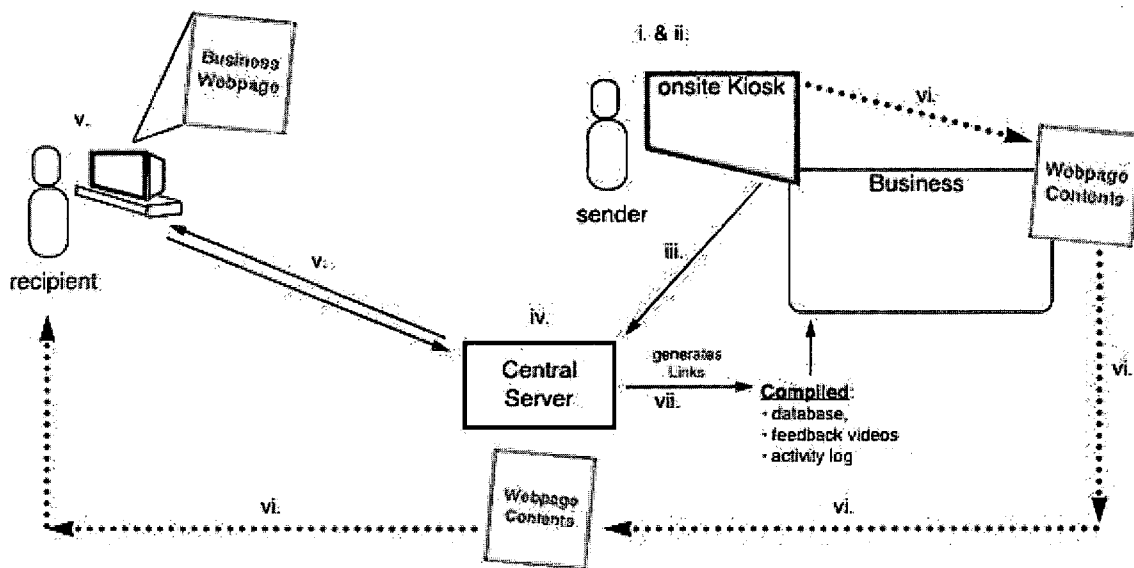 i. & ii.
Business
Webpage
onsite Kiosk
vi.
v.
Webpage
Contents
Business
sender
recipient
v.
iii.
iv.
Central
Server
generates
Links
vii.
Compiled:
· database,
· feedback videos
· activity log
vi.
Webpage
Contents
vi.
vi.